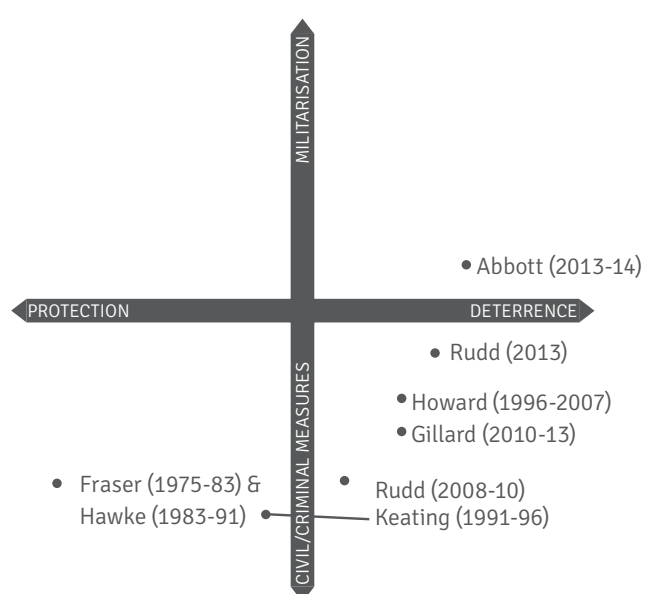 MILITARISATION
Abbott (2013-14)
PROTECTION
DETERRENCE
Rudd (2013)
CIVIL/CRIMINAL MEASURES
Howard (1996-2007)
Gillard (2010-13)
Fraser (1975-83) &
Hawke (1983-91)
Rudd (2008-10)
Keating (1991-96)